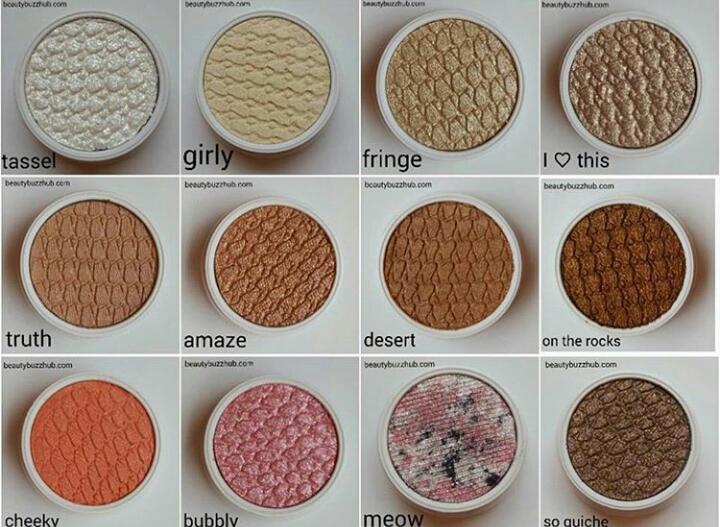 beautybuzzhub.com
tassel
beautybuzzhub.com
girly
beautybuzzhub.com
fringe
beautybuzzhub.com
I ♡ this
beautybuzzhub.com
truth
beautybuzzhub.com
amaze
beautybuzzhub.com
desert
beautybuzzhub.com
on the rocks
beautybuzzhub.com
cheeky
beautybuzzhub.com
bubbly
beautybuzzhub.com
meow
beautybuzzhub.com
so quiche